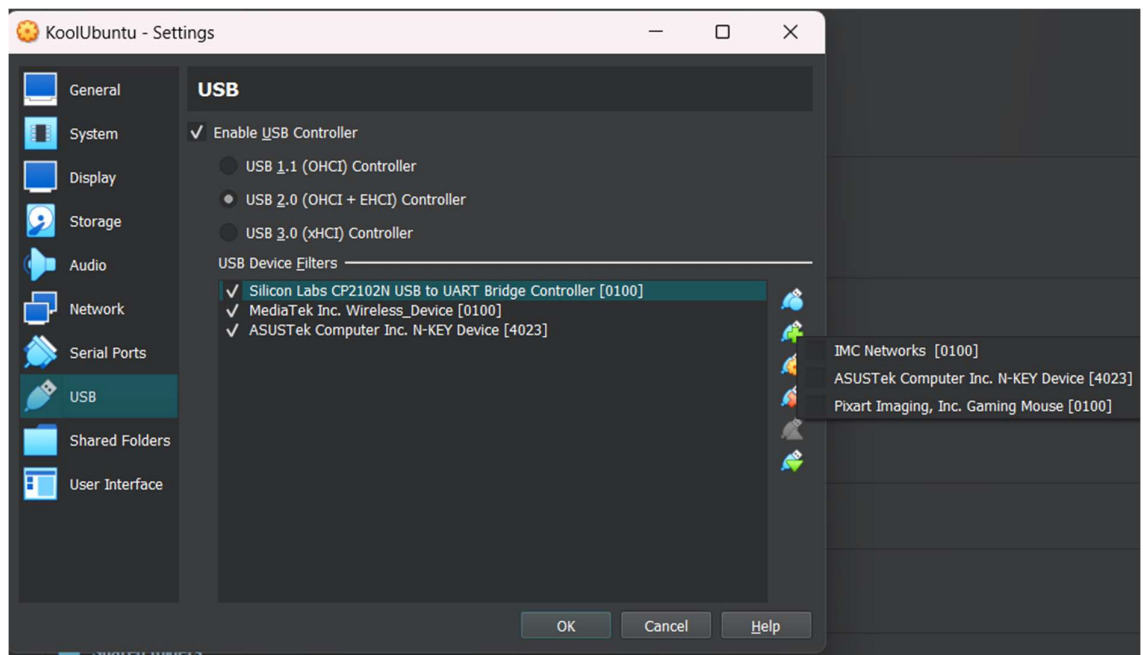 KoolUbuntu - Settings
General
System
Display
Storage
Audio
Network
Serial Ports
USB
Shared Folders
User Interface
USB
Enable USB Controller
USB 1.1 (OHCI) Controller
USB 2.0 (OHCI + EHCI) Controller
USB 3.0 (xHCI) Controller
USB Device Filters
Silicon Labs CP2102N USB to UART Bridge Controller [0100]
MediaTek Inc. Wireless_Device [0100]
ASUSTek Computer Inc. N-KEY Device [4023]
IMC Networks [0100]
ASUSTek Computer Inc. N-KEY Device [4023]
Pixart Imaging, Inc. Gaming Mouse [0100]
OK
Cancel
Help